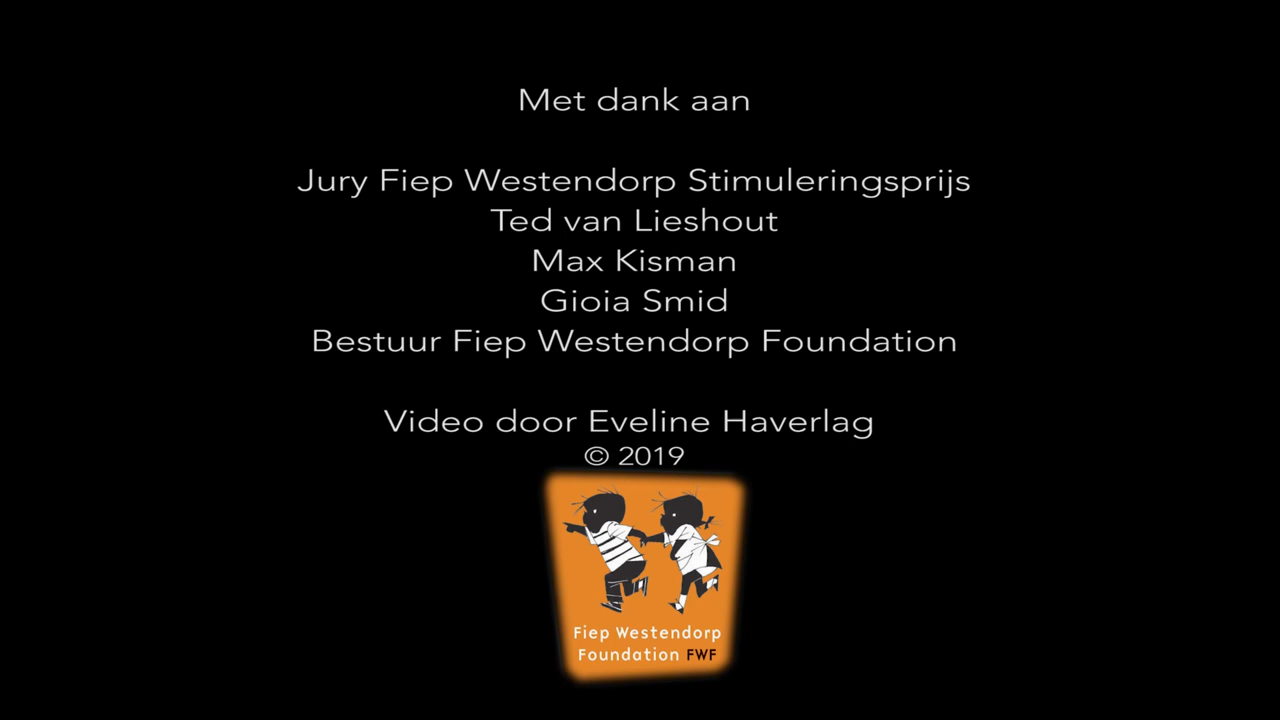 Met dank aan
Jury Fiep Westendorp Stimuleringsprijs
Ted van Lieshout
Max Kisman
Gioia Smid
Bestuur Fiep Westendorp Foundation
Video door Eveline Haverlag
© 2019
Fiep Westendorp
Foundation FWF